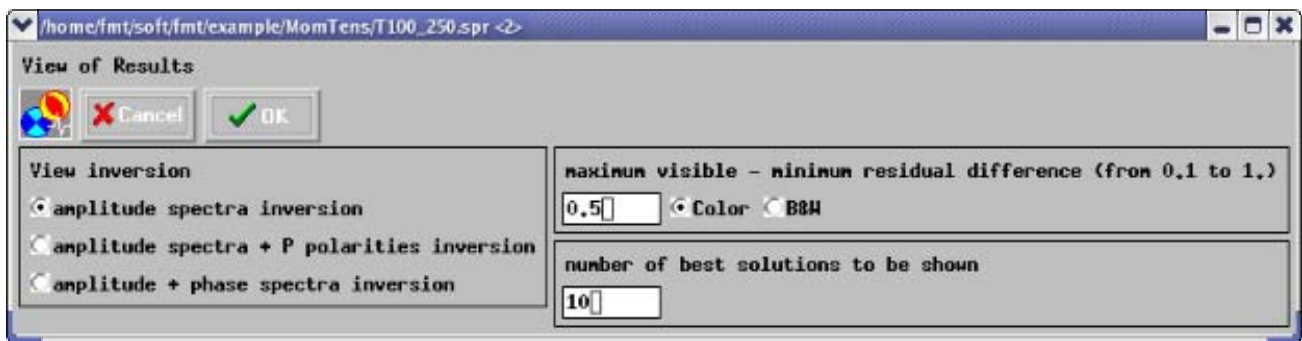 /home/fmt/soft/fmt/example/MomTens/T100_250.spr <2>
View of Results
Cancel OK
View inversion
amplitude spectra inversion
amplitude spectra + P polarities inversion
amplitude + phase spectra inversion
maximum visible - minimum residual difference (from 0.1 to 1.)
0.5 Color B&W
number of best solutions to be shown
10